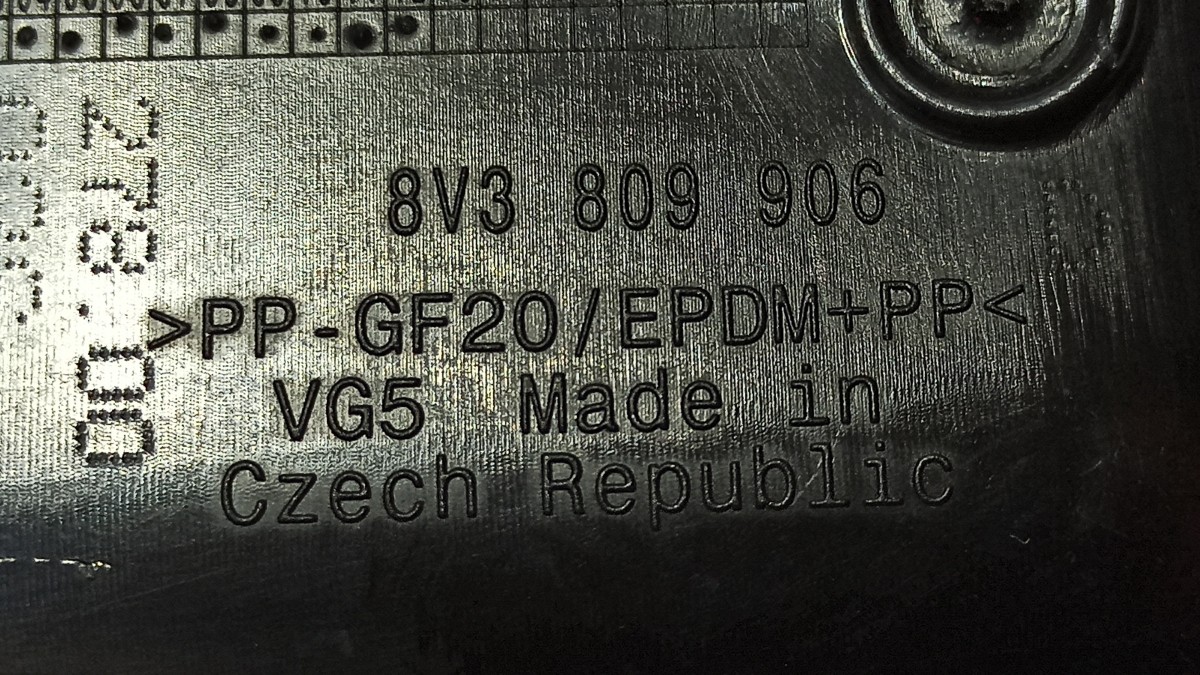 8V3 809 906
>PP-GF20/EPDM+PP<
VG5 Made in
Czech Republic